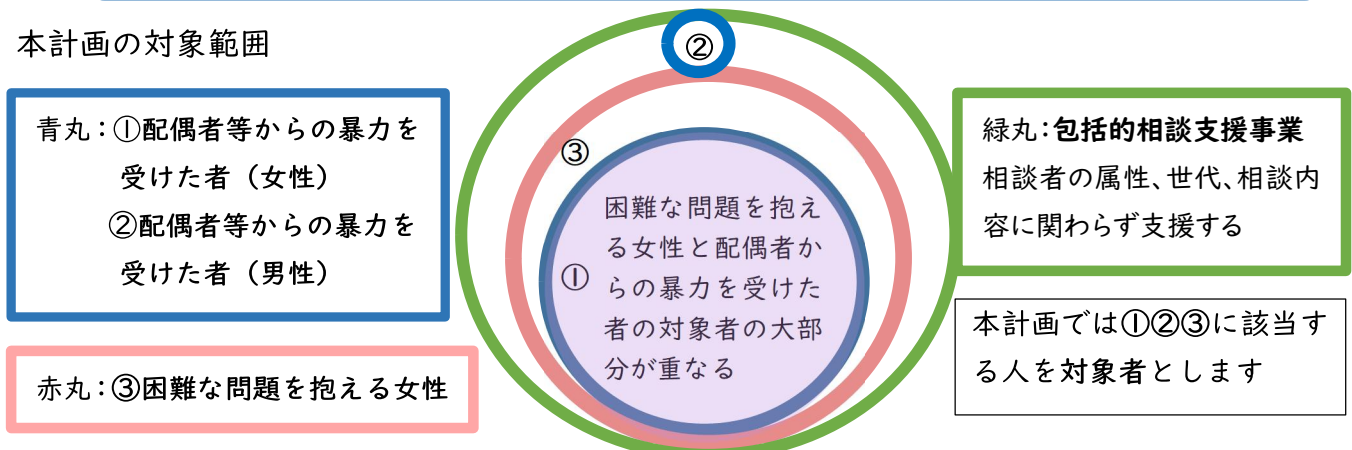 本計画の対象範囲
青丸：①配偶者等からの暴力を
受けた者（女性）
②配偶者等からの暴力を
受けた者（男性）
赤丸：③困難な問題を抱える女性
②
③
①
困難な問題を抱え
る女性と配偶者か
らの暴力を受けた
者の対象者の大部
分が重なる
緑丸：包括的相談支援事業
相談者の属性、世代、相談内
容に関わらず支援する
本計画では①②③に該当す
る人を対象者とします